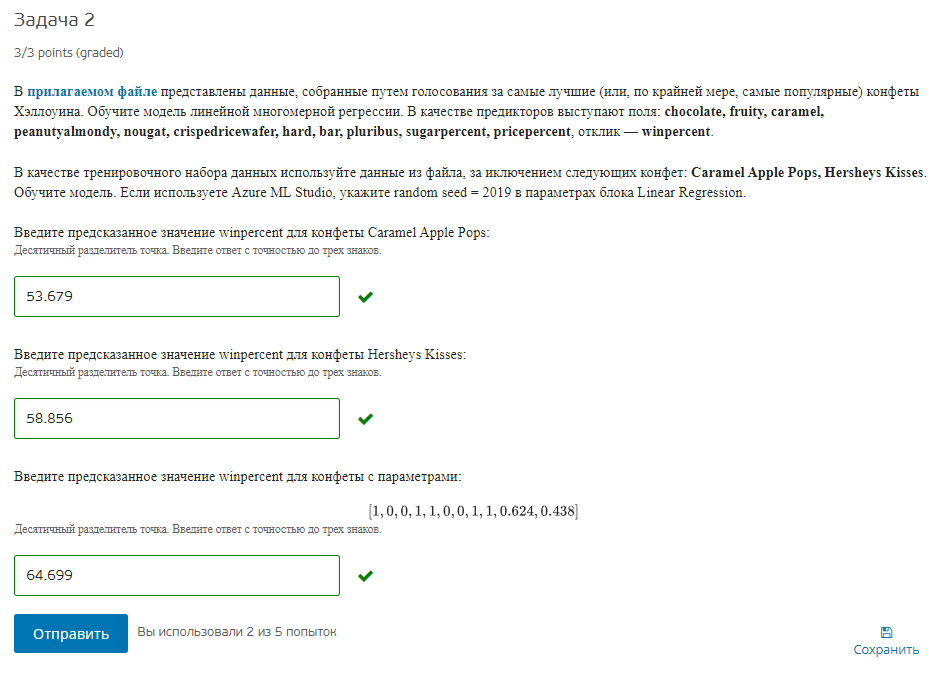 Задача 2
3/3 points (graded)
В прилагаемом файле представлены данные, собранные путем голосования за самые лучшие (или, по крайней мере, самые популярные) конфеты
Хэллоуина. Обучите модель линейной многомерной регрессии. В качестве предикторов выступают поля: chocolate, fruity, caramel,
peanutyalmondy, nougat, crispedricewafer, hard, bar, pluribus, sugarpercent, pricepercent, отклик — winpercent.
В качестве тренировочного набора данных используйте данные из файла, за иключением следующих конфет: Caramel Apple Pops, Hersheys Kisses.
Обучите модель. Если используете Azure ML Studio, укажите random seed = 2019 в параметрах блока Linear Regression.
Введите предсказанное значение winpercent для конфеты Caramel Apple Pops:
Десятичный разделитель точка. Введите ответ с точностью до трех знаков.
53.679
Введите предсказанное значение winpercent для конфеты Hersheys Kisses:
Десятичный разделитель точка. Введите ответ с точностью до трех знаков.
58.856
Введите предсказанное значение winpercent для конфеты с параметрами:
[1, 0, 0, 1, 1, 0, 0, 1, 1, 0.624, 0.438]
Десятичный разделитель точка. Введите ответ с точностью до трех знаков.
64.699
Отправить
Вы использовали 2 из 5 попыток
Сохранить